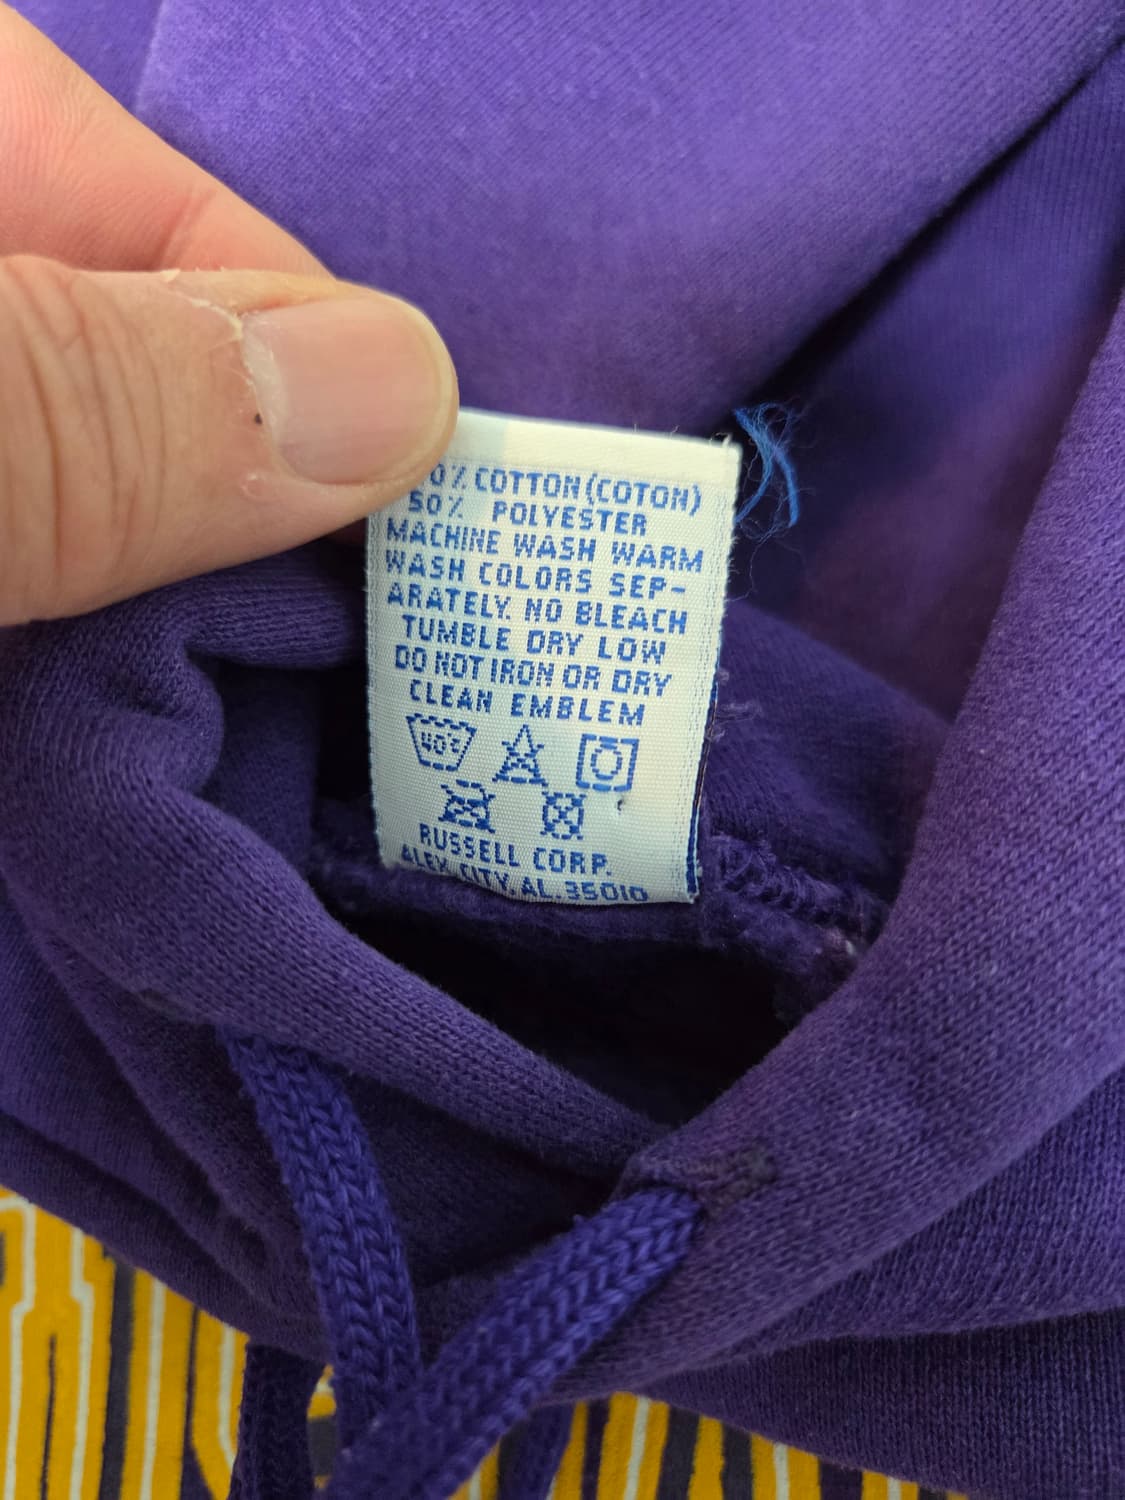 0% COTTON (COTON)
50% POLYESTER
MACHINE WASH WARM
WASH COLORS SEP-
ARATELY. NO BLEACH
TUMBLE DRY LOW
DO NOT IRON OR DRY
CLEAN EMBLEM
40°C
RUSSELL CORP.
ALEX CITY, AL. 35010